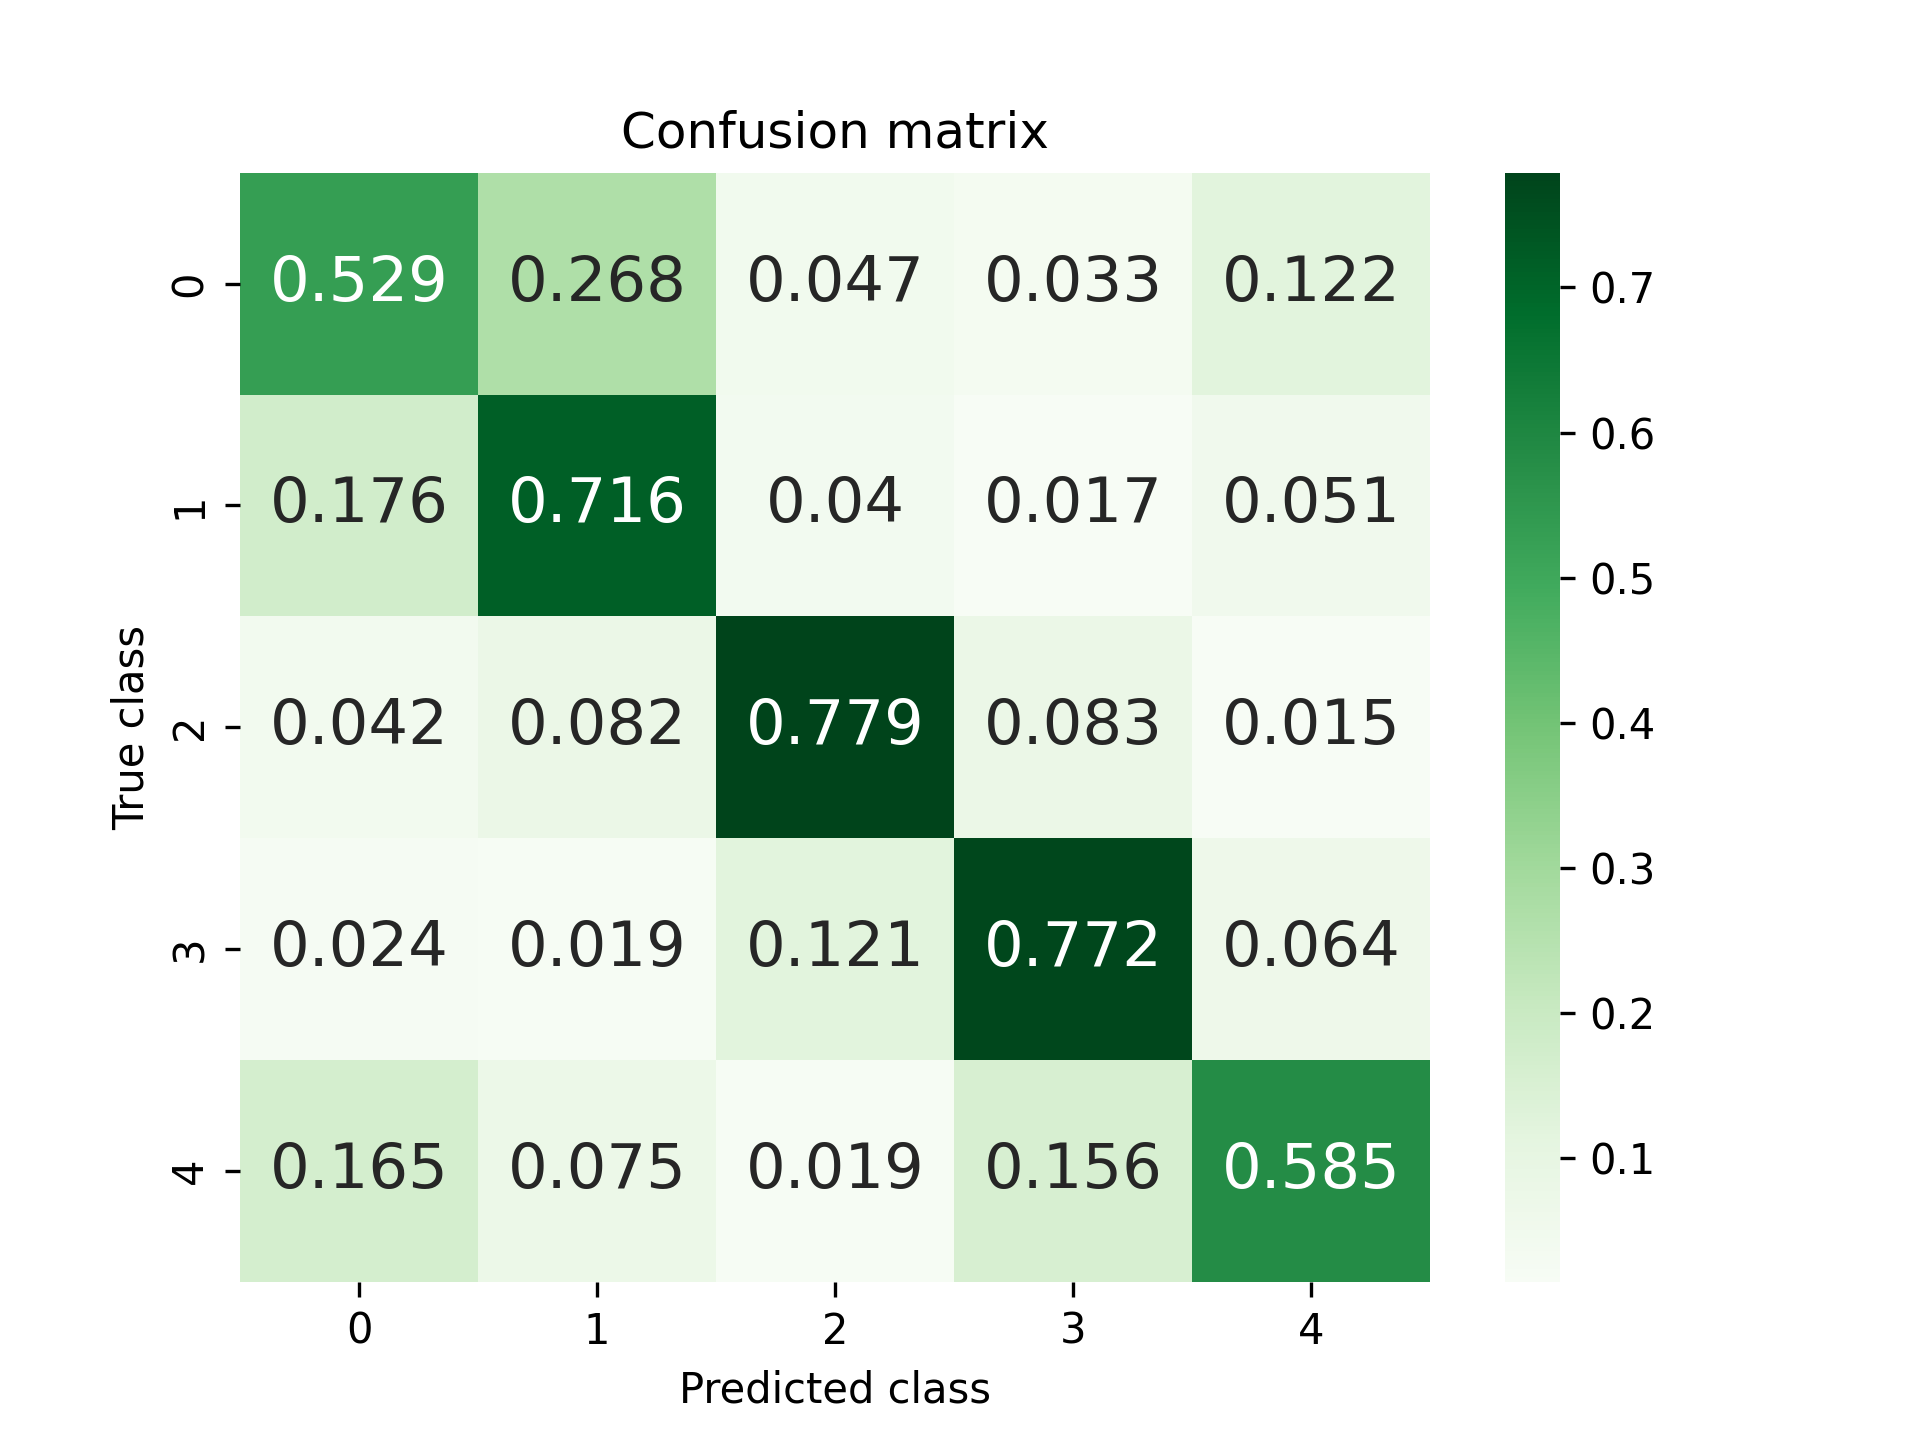 Confusion matrix
0 0.529 0.268 0.047 0.033 0.122
1 0.176 0.716 0.04 0.017 0.051
2 0.042 0.082 0.779 0.083 0.015
3 0.024 0.019 0.121 0.772 0.064
4 0.165 0.075 0.019 0.156 0.585
0 1 2 3 4
Predicted class
True class
0.7
0.6
0.5
0.4
0.3
0.2
0.1